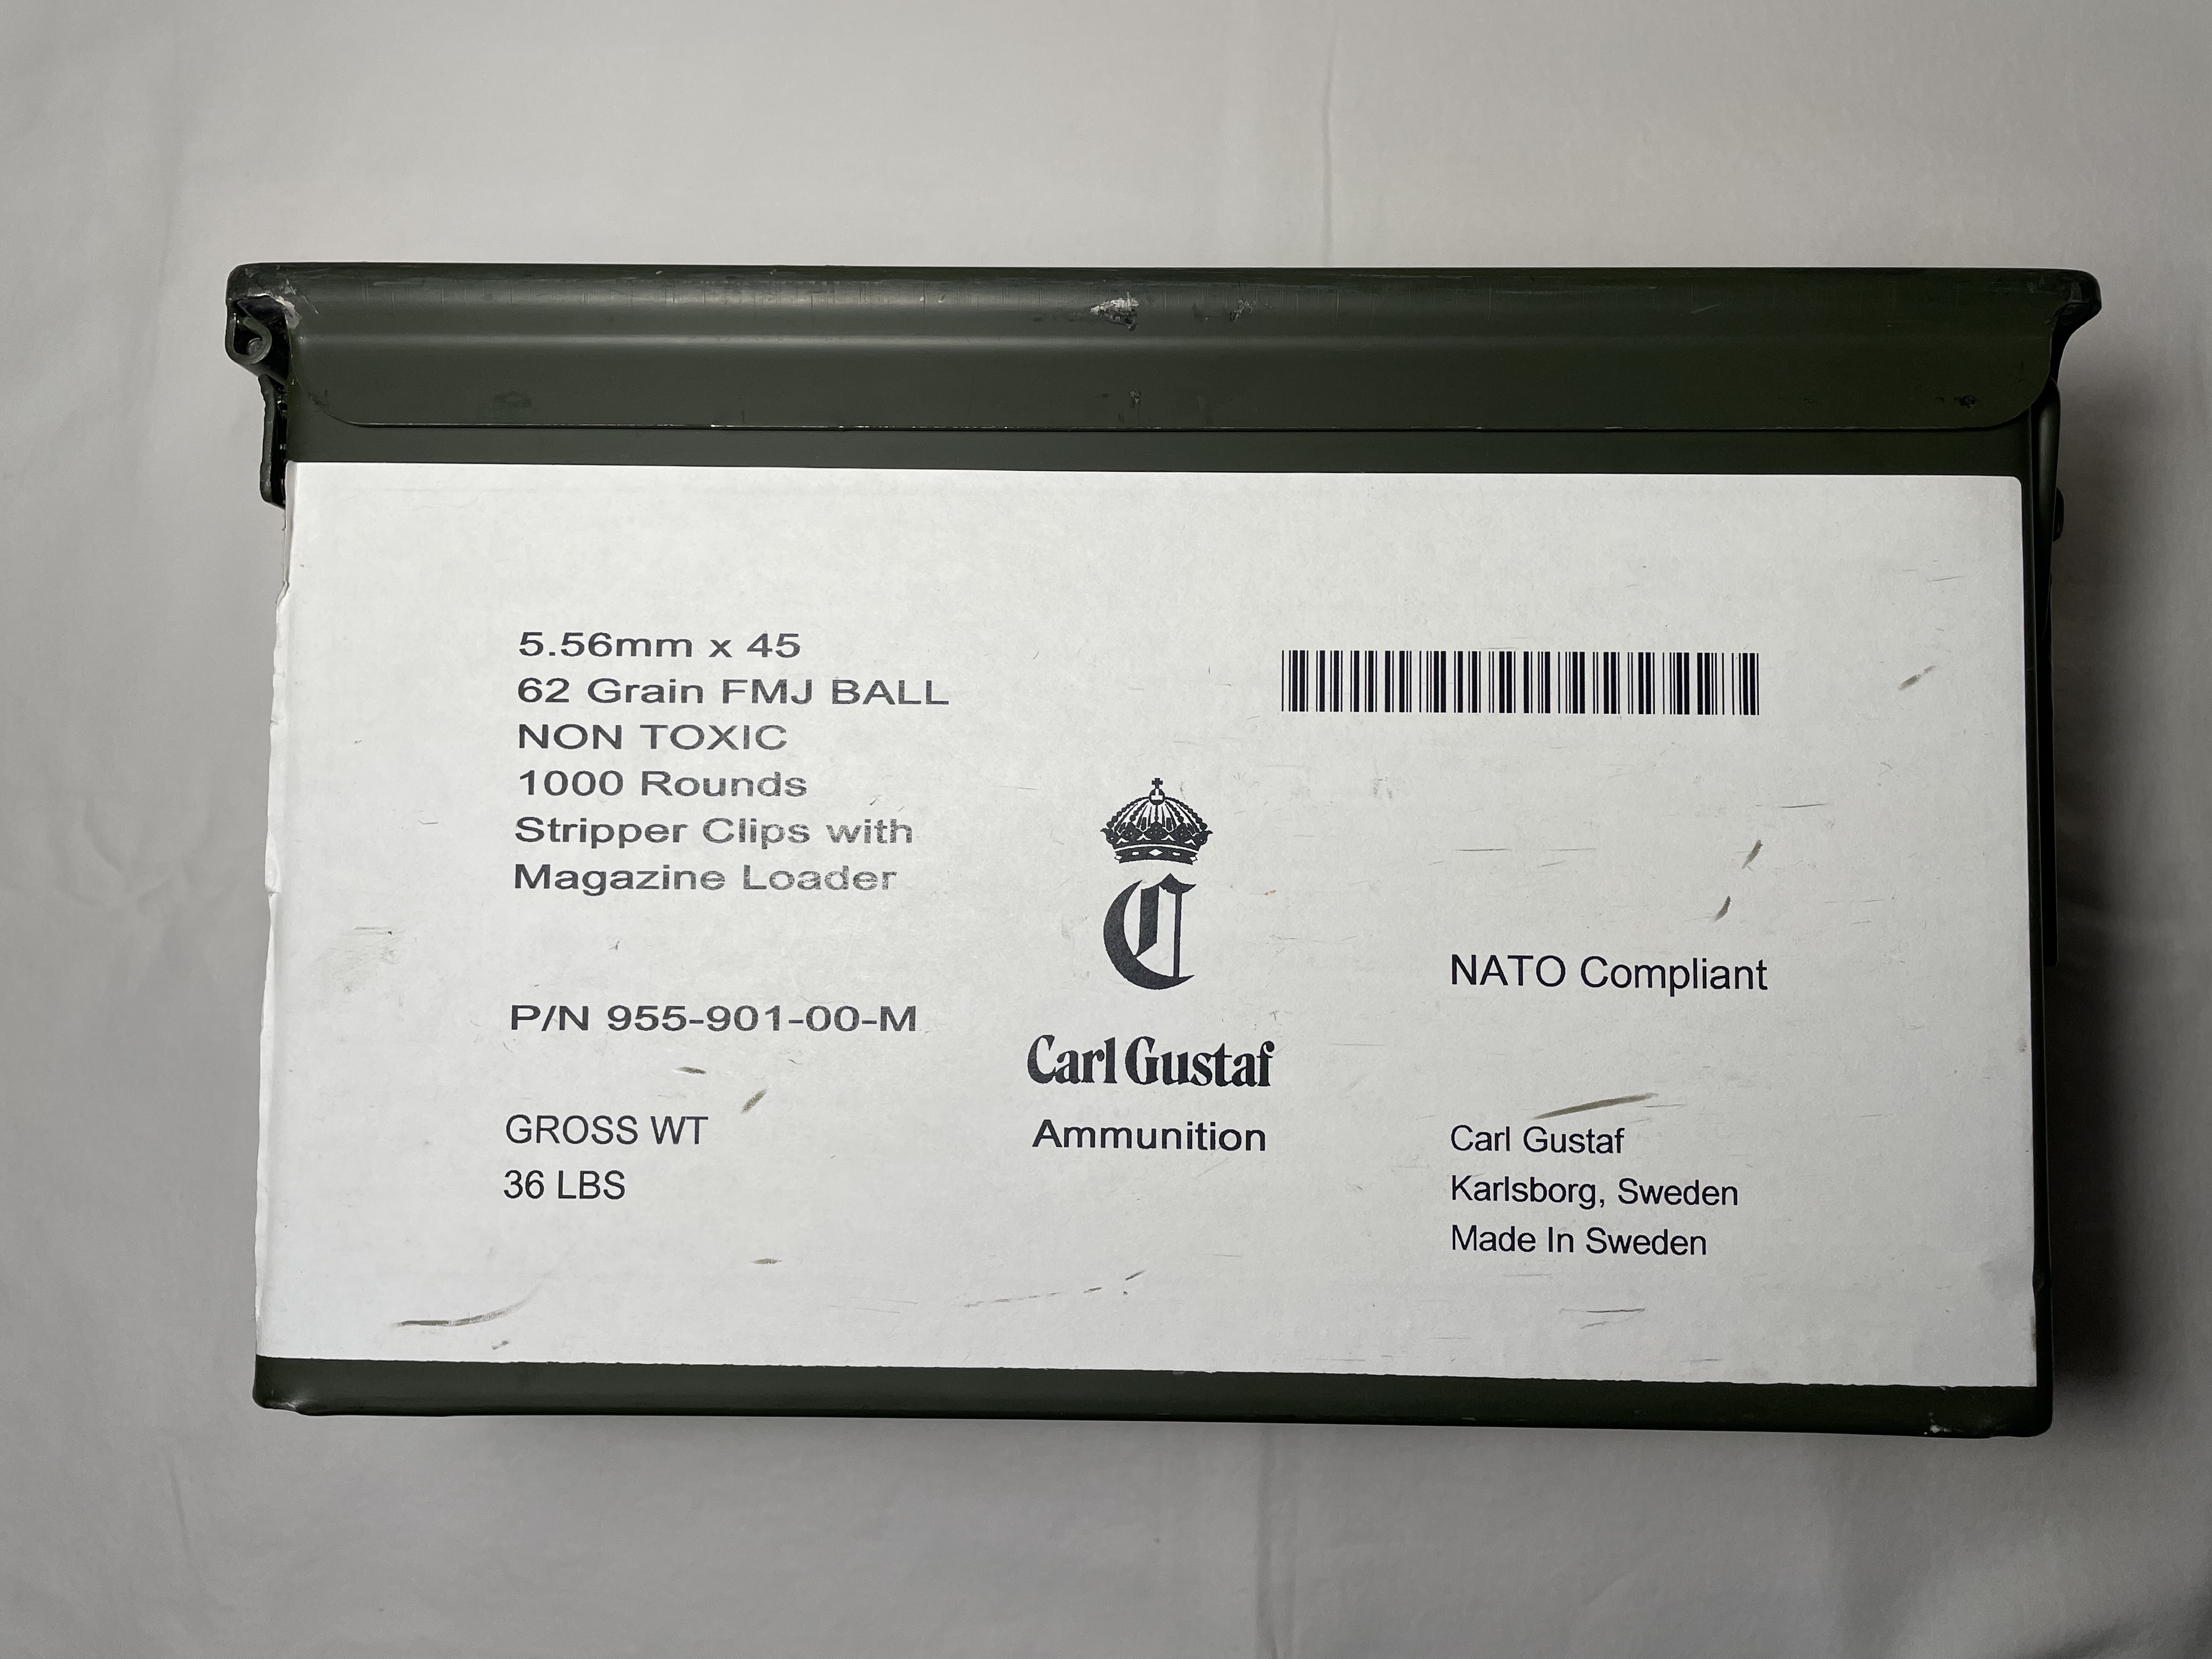 5.56mm x 45
62 Grain FMJ BALL
NON TOXIC
1000 Rounds
Stripper Clips with
Magazine Loader
P/N 955-901-00-M
GROSS WT
36 LBS
C
Carl Gustaf
Ammunition
NATO Compliant
Carl Gustaf
Karlsborg, Sweden
Made In Sweden